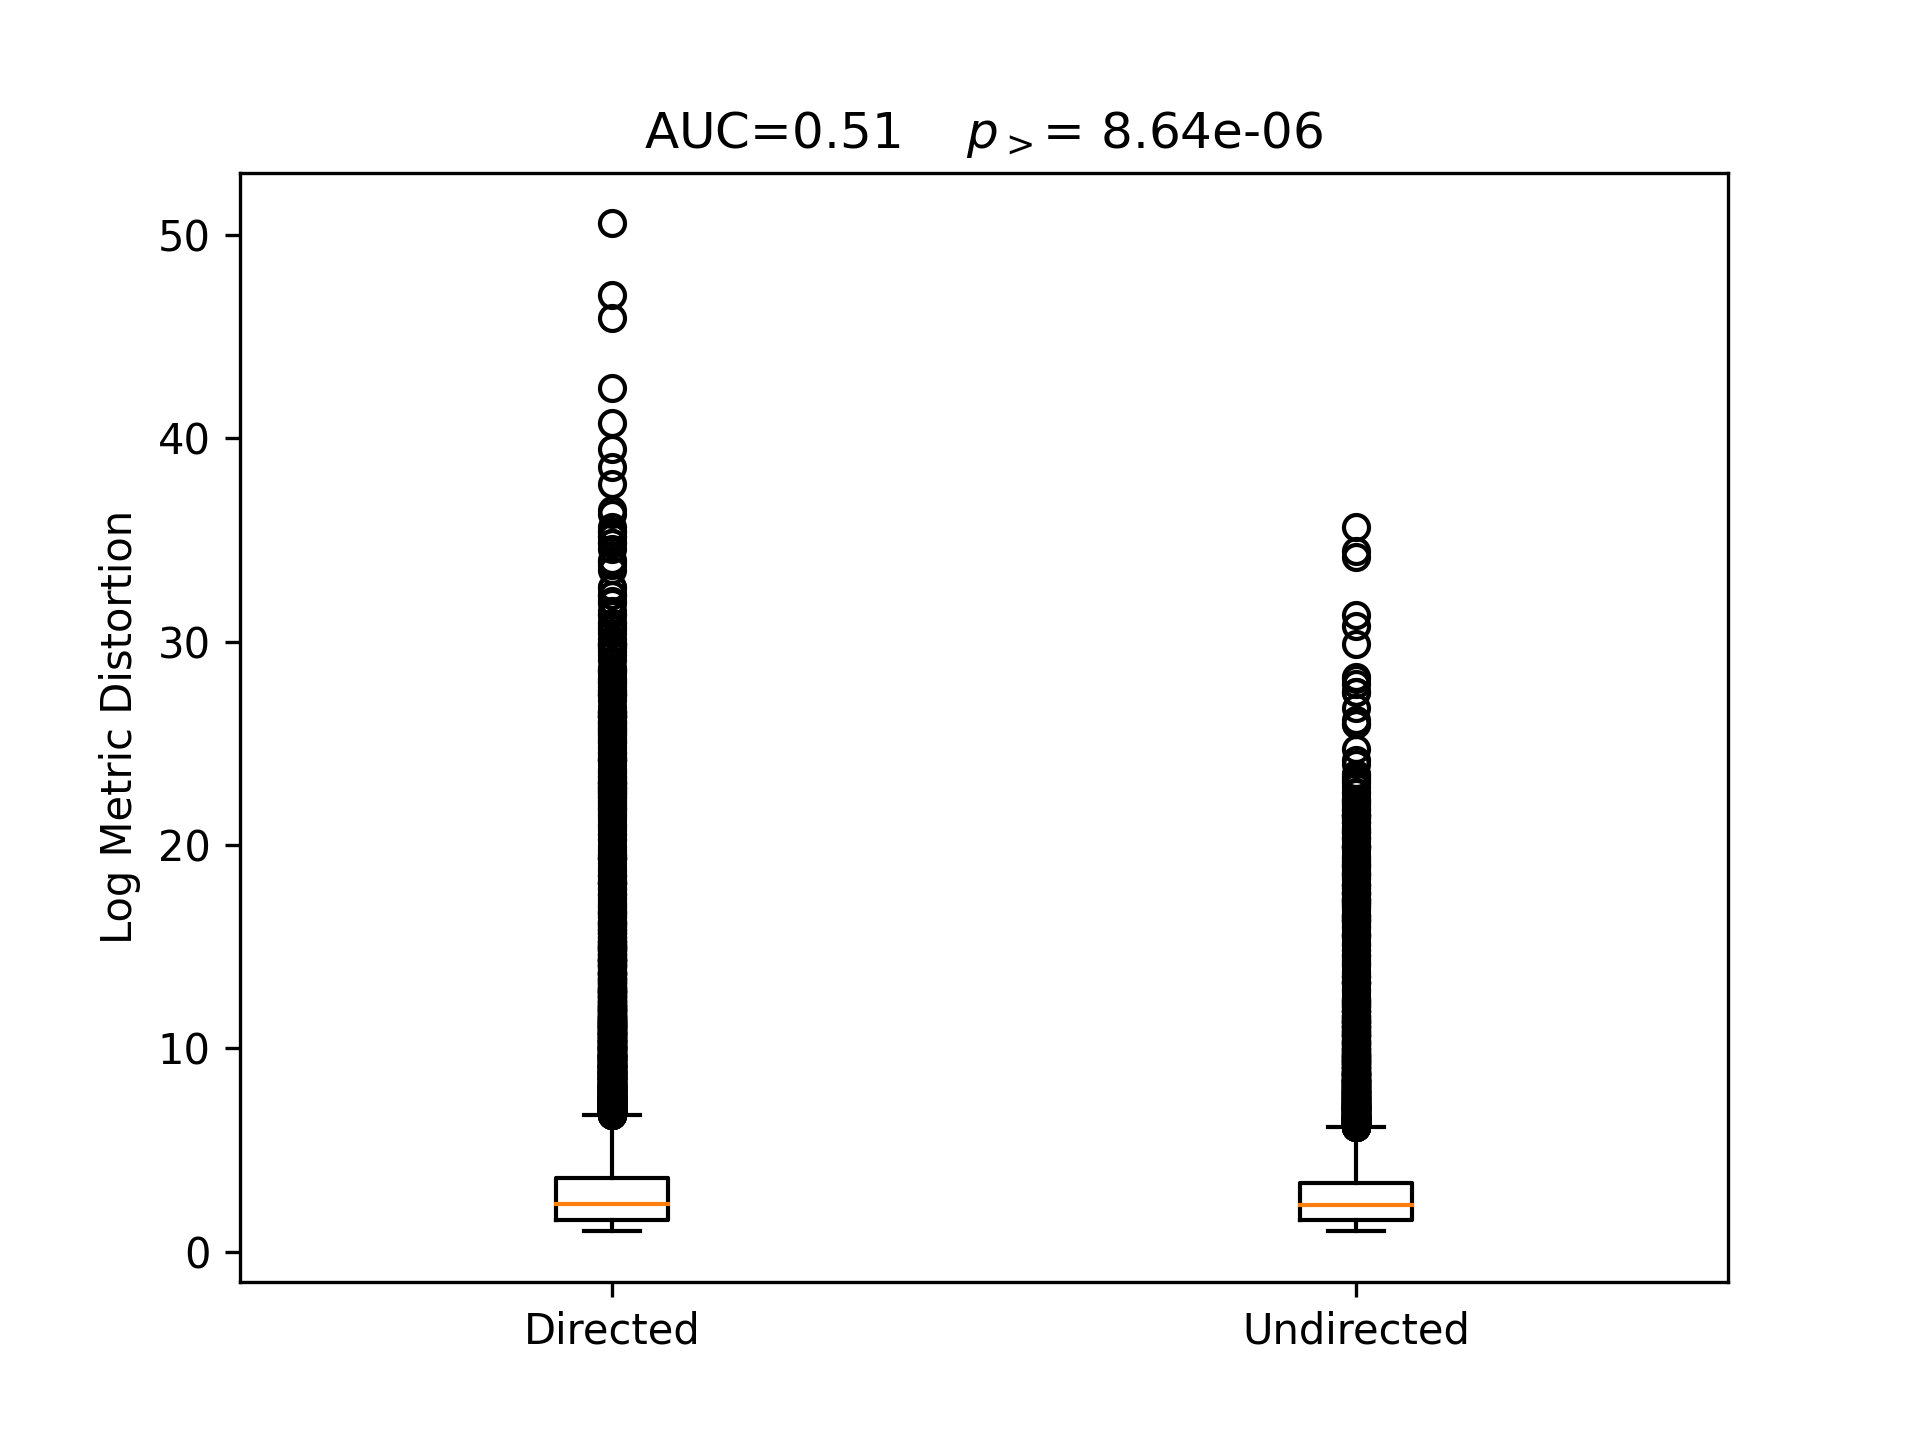 AUC=0.51 p> = 8.64e-06
Log Metric Distortion
50
40
30
20
10
0
Directed Undirected